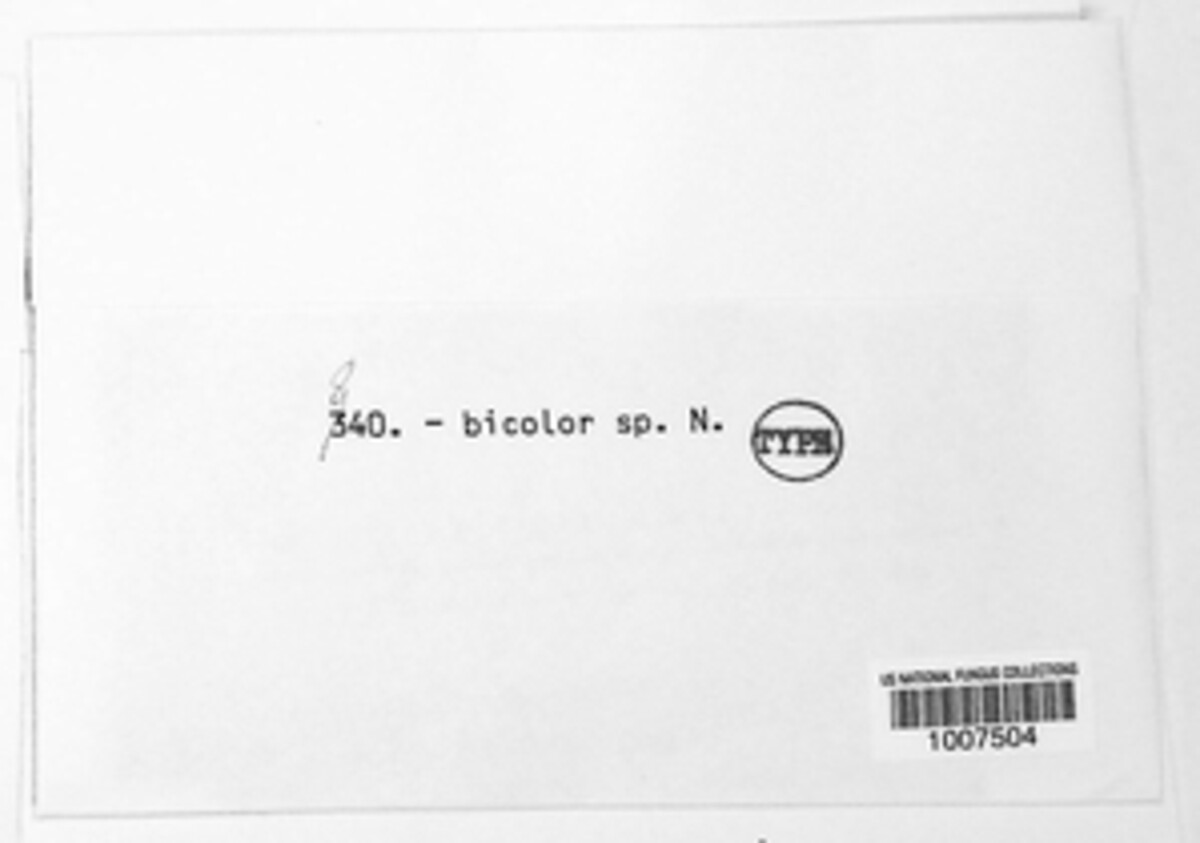 340. - bicolor sp. N.
TYPE
US NATIONAL FUNGUS COLLECTIONS
1007504